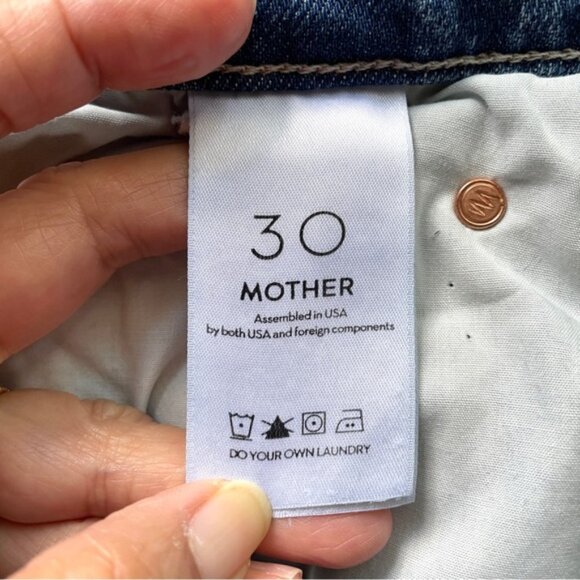 30
MOTHER
Assembled in USA
by both USA and foreign components
DO YOUR OWN LAUNDRY